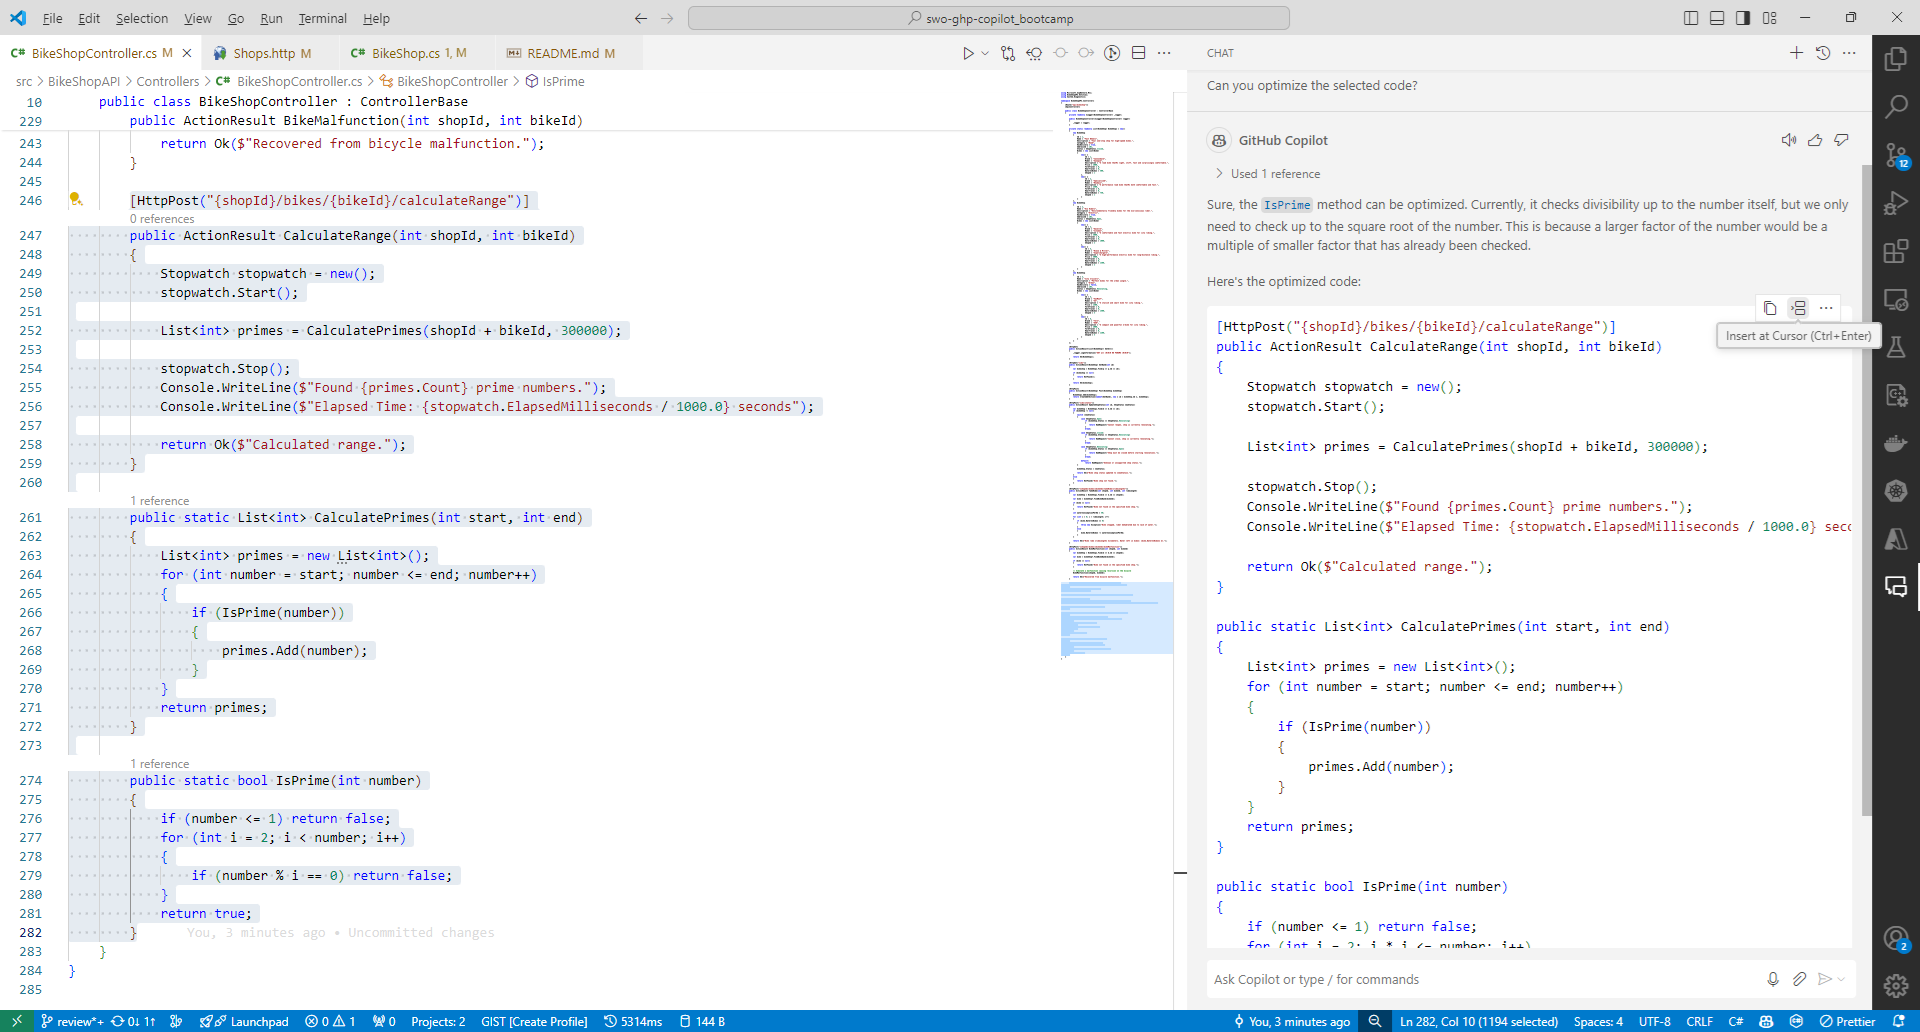 File Edit Selection View Go Run Terminal Help
swo-ghp-copilot_bootcamp
C# BikeShopController.cs M
Shops.http M
C# BikeShop.cs 1, M
README.md M
src > BikeShopAPI > Controllers > C# BikeShopController.cs > BikeShopController > IsPrime
10 public class BikeShopController : ControllerBase
229 public ActionResult BikeMalfunction(int shopId, int bikeId)
243 return Ok($"Recovered from bicycle malfunction.");
244 }
245
246 [HttpPost("{shopId}/bikes/{bikeId}/calculateRange")]
0 references
247 public ActionResult CalculateRange(int shopId, int bikeId)
248 {
249 Stopwatch stopwatch = new();
250 stopwatch.Start();
251
252 List<int> primes = CalculatePrimes(shopId + bikeId, 300000);
253
254 stopwatch.Stop();
255 Console.WriteLine($"Found {primes.Count} prime numbers.");
256 Console.WriteLine($"Elapsed Time: {stopwatch.ElapsedMilliseconds / 1000.0} seconds");
257
258 return Ok($"Calculated range.");
259 }
260
1 reference
261 public static List<int> CalculatePrimes(int start, int end)
262 {
263 List<int> primes = new List<int>();
264 for (int number = start; number <= end; number++)
265 {
266 if (IsPrime(number))
267 {
268 primes.Add(number);
269 }
270 }
271 return primes;
272 }
273
1 reference
274 public static bool IsPrime(int number)
275 {
276 if (number <= 1) return false;
277 for (int i = 2; i < number; i++)
278 {
279 if (number % i == 0) return false;
280 }
281 return true;
282 } You, 3 minutes ago • Uncommitted changes
283 }
284 }
285
CHAT
Can you optimize the selected code?
GitHub Copilot
> Used 1 reference
Sure, the IsPrime method can be optimized. Currently, it checks divisibility up to the number itself, but we only
need to check up to the square root of the number. This is because a larger factor of the number would be a
multiple of smaller factor that has already been checked.
Here's the optimized code:
Insert at Cursor (Ctrl+Enter)
[HttpPost("{shopId}/bikes/{bikeId}/calculateRange")]
public ActionResult CalculateRange(int shopId, int bikeId)
{
Stopwatch stopwatch = new();
stopwatch.Start();
List<int> primes = CalculatePrimes(shopId + bikeId, 300000);
stopwatch.Stop();
Console.WriteLine($"Found {primes.Count} prime numbers.");
Console.WriteLine($"Elapsed Time: {stopwatch.ElapsedMilliseconds / 1000.0} sec
return Ok($"Calculated range.");
}
public static List<int> CalculatePrimes(int start, int end)
{
List<int> primes = new List<int>();
for (int number = start; number <= end; number++)
{
if (IsPrime(number))
{
primes.Add(number);
}
}
return primes;
}
public static bool IsPrime(int number)
{
if (number <= 1) return false;
for (int i = 2; i * i <= number; i++)
Ask Copilot or type / for commands
12
2
review*+ 0↓ 1↑ Launchpad 0 1 0 Projects: 2 GIST [Create Profile] 5314ms 144 B
You, 3 minutes ago Ln 282, Col 10 (1194 selected) Spaces: 4 UTF-8 CRLF C# Prettier